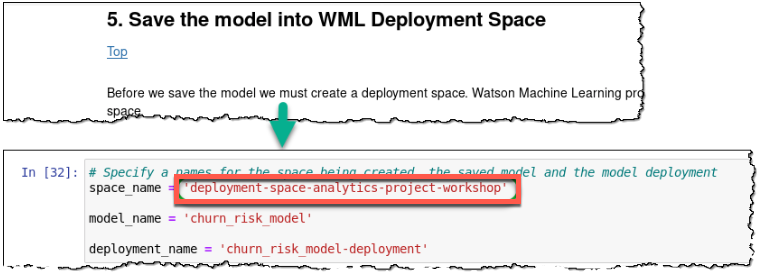 5. Save the model into WML Deployment Space
Top
Before we save the model we must create a deployment space. Watson Machine Learning pro
space
In [32]: # Specify a names for the space being created, the saved model and the model deployment
space_name = 'deployment-space-analytics-project-workshop'
model_name = 'churn_risk_model'
deployment_name = 'churn_risk_model-deployment'